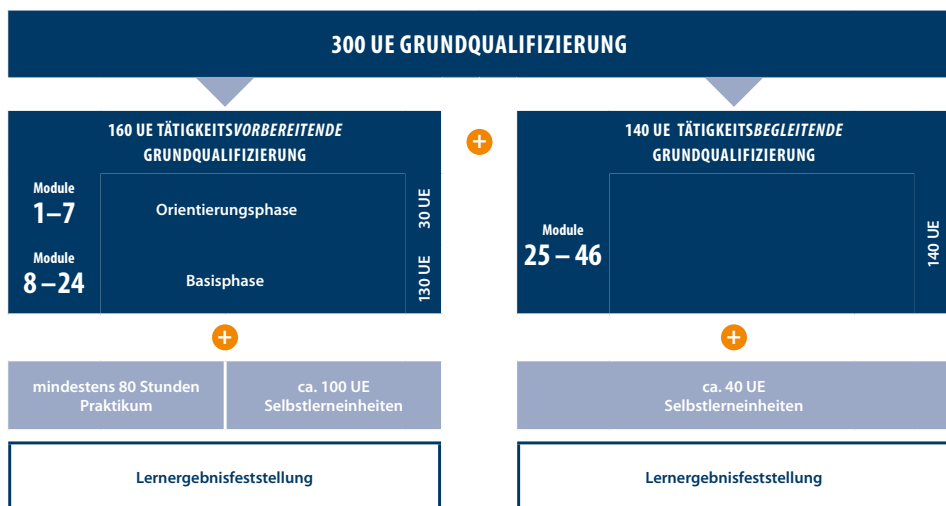 300 UE GRUNDQUALIFIZIERUNG
160 UE TÄTIGKEITSVORBEREITENDE
GRUNDQUALIFIZIERUNG
Module
1–7
Orientierungsphase
30 UE
Module
8 – 24
Basisphase
130 UE
+
140 UE TÄTIGKEITSBEGLEITENDE
GRUNDQUALIFIZIERUNG
Module
25 – 46
140 UE
+
mindestens 80 Stunden
Praktikum
ca. 100 UE
Selbstlerneinheiten
+
ca. 40 UE
Selbstlerneinheiten
Lernergebnisfeststellung
Lernergebnisfeststellung